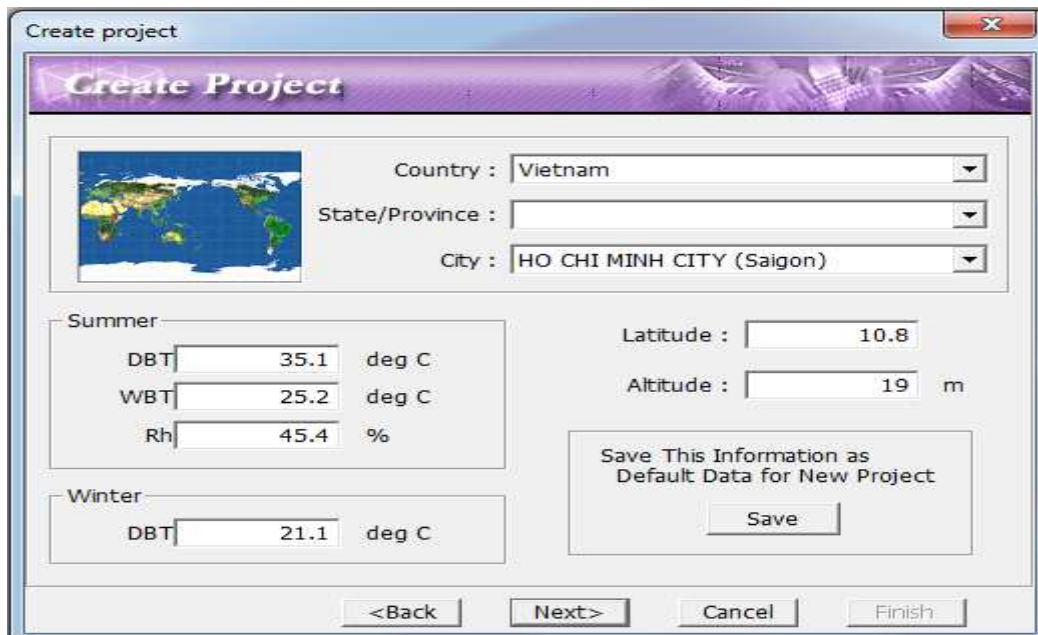 Create project
Create Project
Country : Vietnam
State/Province :
City : HO CHI MINH CITY (Saigon)
Summer
DBT 35.1 deg C
WBT 25.2 deg C
Rh 45.4 %
Latitude : 10.8
Altitude : 19 m
Winter
DBT 21.1 deg C
Save This Information as
Default Data for New Project
Save
<Back Next> Cancel Finish